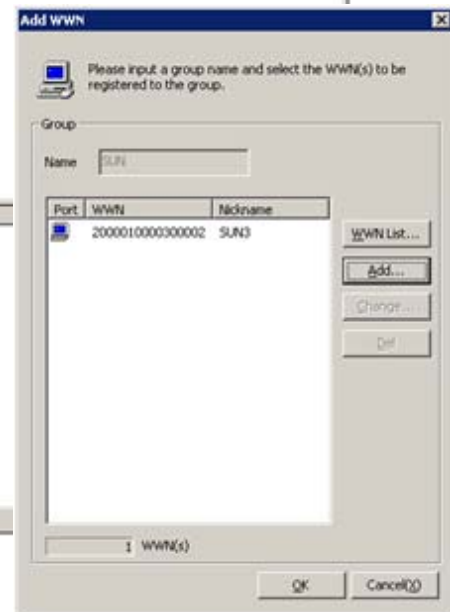 Add WWN
Please input a group name and select the WWN(s) to be
registered to the group.
Group
Name SUN
Port WWN Nickname
2000010000300002 SUN3
WWN List...
Add...
Change...
Del
1 WWN(s)
OK Cancel(X)